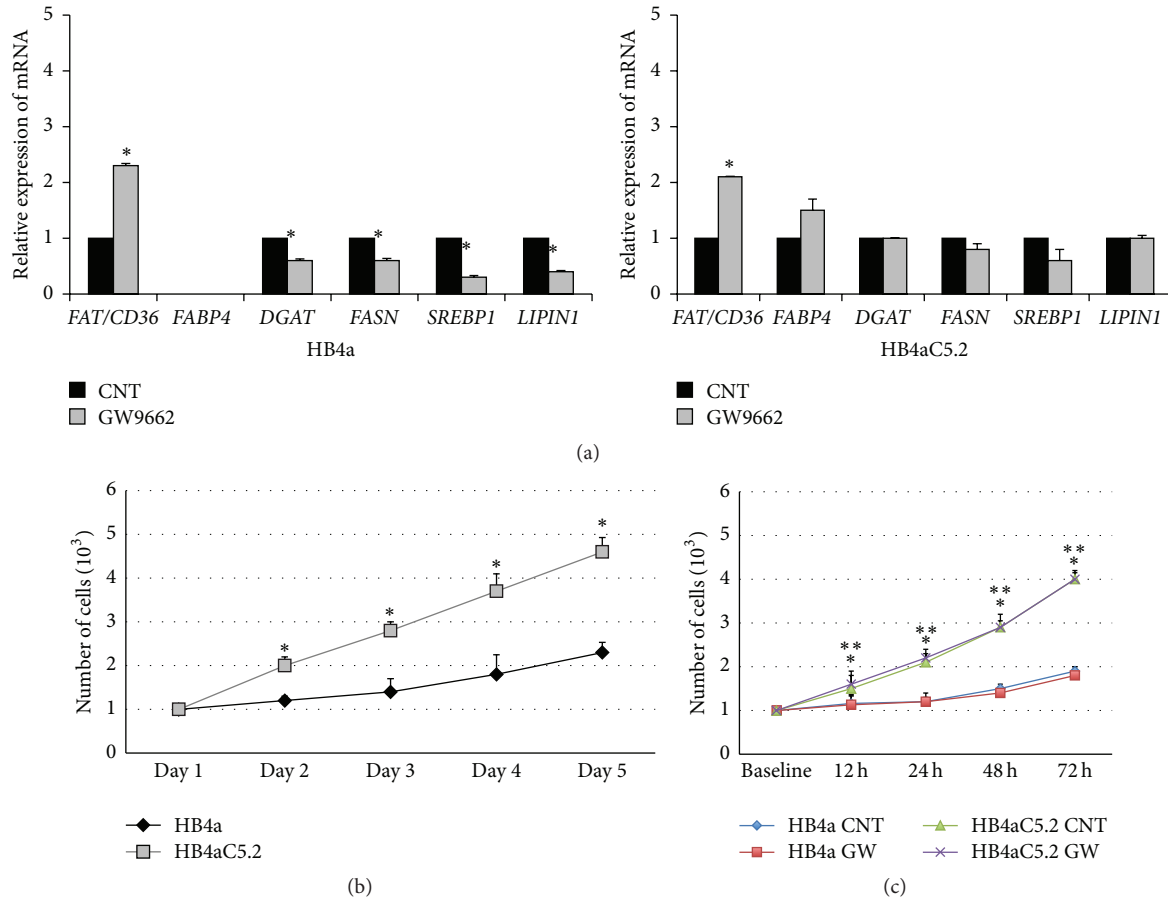 5
4
3
2
1
0
Relative expression of mRNA
*
*
*
*
*
FAT/CD36 FABP4 DGAT FASN SREBP1 LIPIN1
HB4a
CNT
GW9662
5
4
3
2
1
0
Relative expression of mRNA
*
FAT/CD36 FABP4 DGAT FASN SREBP1 LIPIN1
HB4aC5.2
CNT
GW9662
(a)
6
5
4
3
2
1
0
Number of cells (10³)
*
*
*
*
Day 1 Day 2 Day 3 Day 4 Day 5
HB4a
HB4aC5.2
(b)
6
5
4
3
2
1
0
Number of cells (10³)
**
*
**
*
**
*
**
*
Baseline 12 h 24 h 48 h 72 h
HB4a CNT HB4aC5.2 CNT
HB4a GW HB4aC5.2 GW
(c)